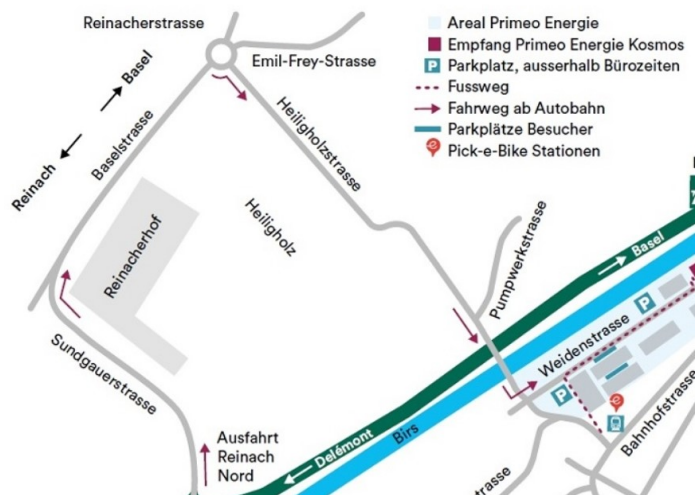 Reinacherstrasse
Basel
Reinach
Baselstrasse
Emil-Frey-Strasse
Heiligholzstrasse
Heiligholz
Reinacherhof
Sundgauerstrasse
Ausfahrt
Reinach
Nord
Areal Primeo Energie
Empfang Primeo Energie Kosmos
P Parkplatz, ausserhalb Bürozeiten
Fussweg
Fahrweg ab Autobahn
Parkplätze Besucher
e Pick-e-Bike Stationen
Pumpwerkstrasse
Basel
Weidenstrasse
P
P
e
Bahnhofstrasse
Delémont
Birs
strasse